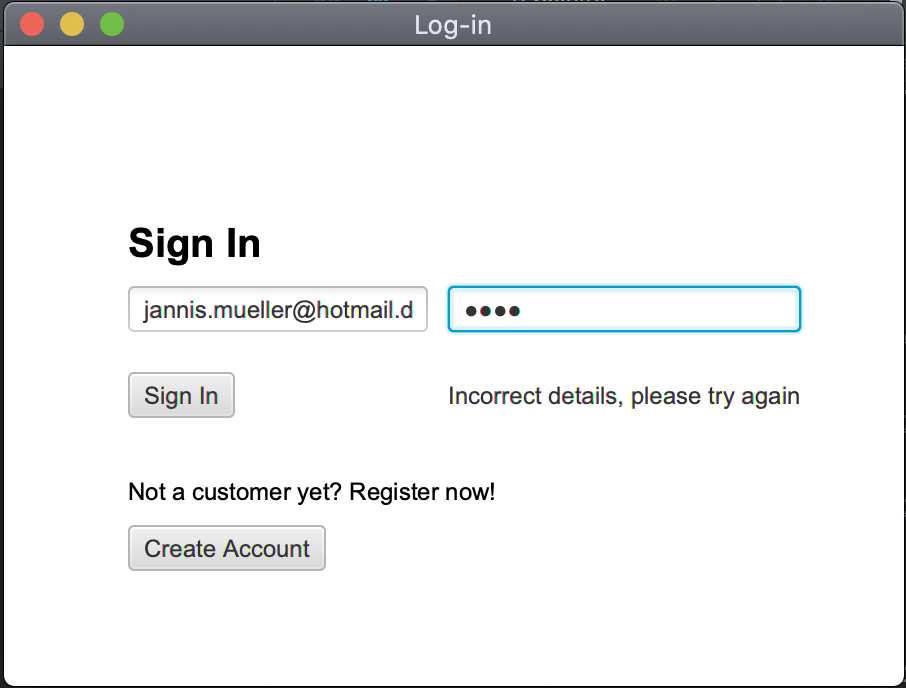 Log-in
Sign In
jannis.mueller@hotmail.d
••••
Sign In
Incorrect details, please try again
Not a customer yet? Register now!
Create Account